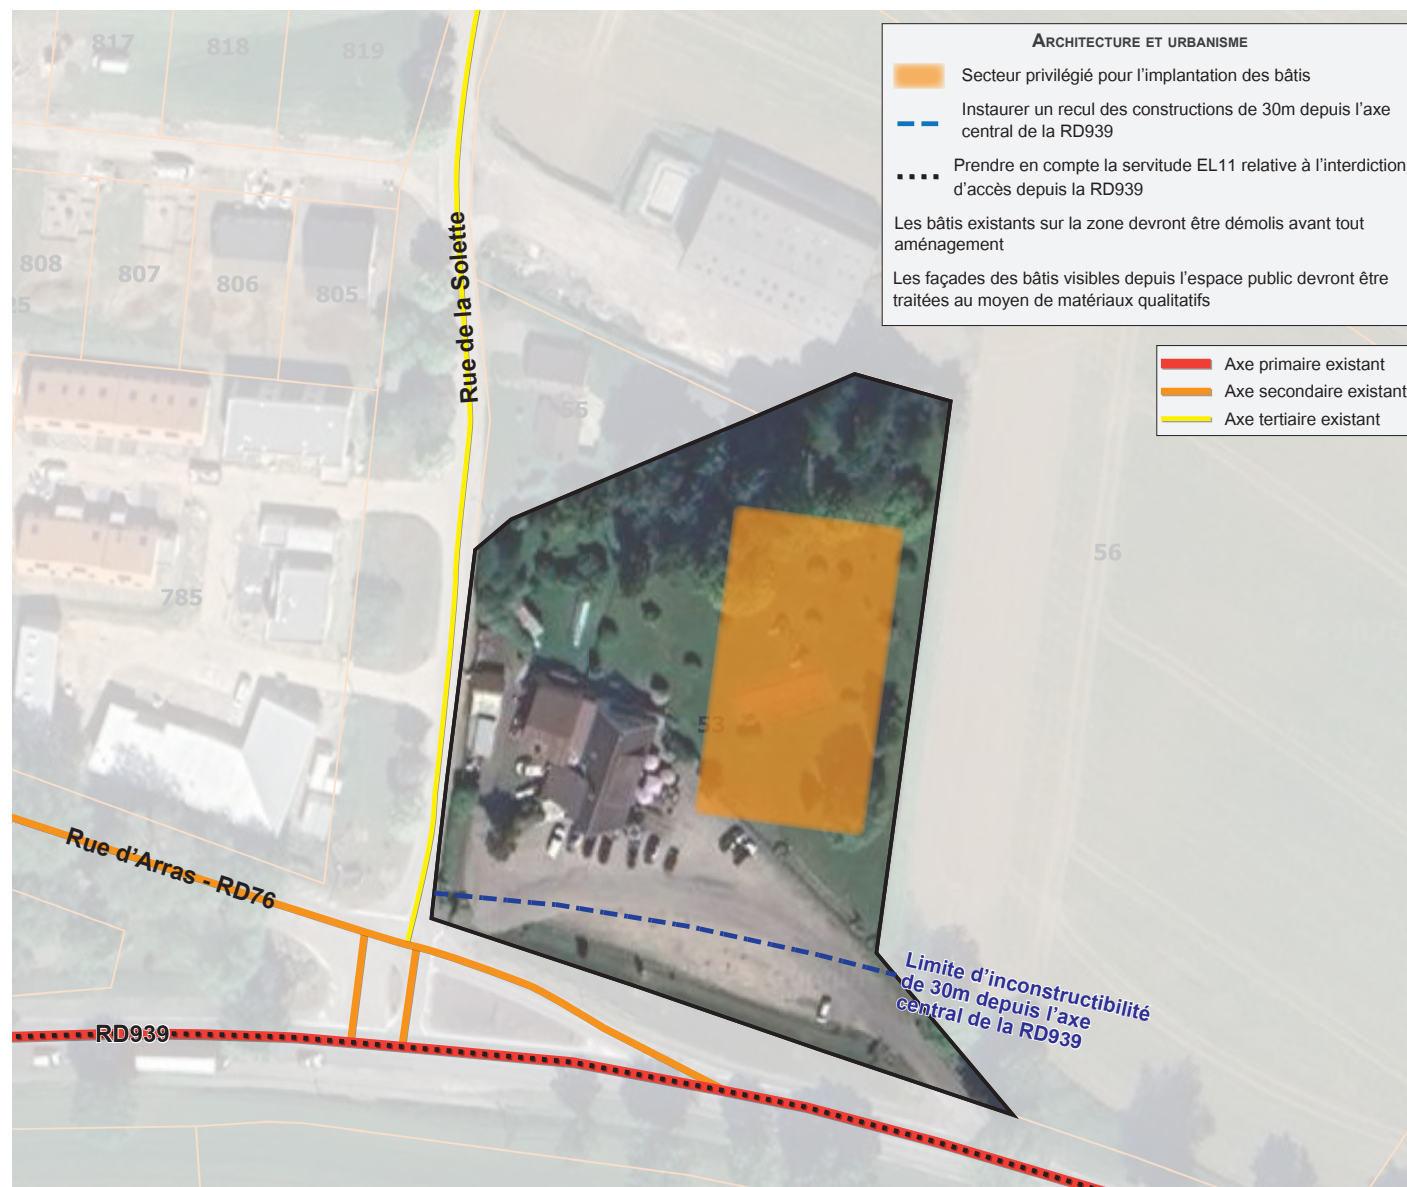 ARCHITECTURE ET URBANISME
Secteur privilégié pour l'implantation des bâtis
Instaurer un recul des constructions de 30m depuis l'axe
central de la RD939
Prendre en compte la servitude EL11 relative à l'interdiction
d'accès depuis la RD939
Les bâtis existants sur la zone devront être démolis avant tout
aménagement
Les façades des bâtis visibles depuis l'espace public devront être
traitées au moyen de matériaux qualitatifs
Axe primaire existant
Axe secondaire existant
Axe tertiaire existant
817
818
819
808
807
806
805
Rue de la Solette
55
56
785
53
Rue d'Arras - RD76
RD939
Limite d'inconstructibilité
de 30m depuis l'axe
central de la RD939